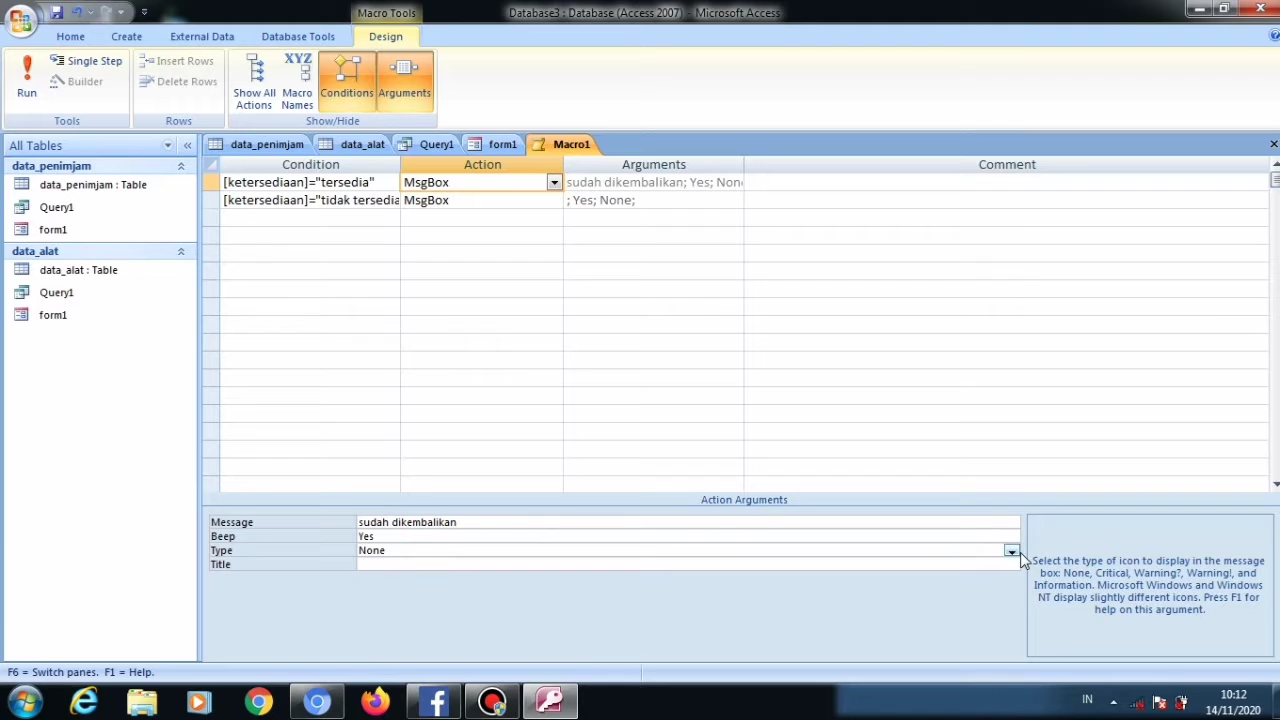 Macro Tools
Database3 : Database (Access 2007) - Microsoft Access
Home
Create
External Data
Database Tools
Design
Run
Single Step
Builder
Tools
Insert Rows
Delete Rows
Rows
Show All Actions
XYZ
Macro Names
Conditions
Arguments
Show/Hide
All Tables
data_penimjam
data_alat
Query1
form1
Macro1
data_penimjam
data_penimjam : Table
Query1
form1
data_alat
data_alat : Table
Query1
form1
Condition
Action
Arguments
Comment
[ketersediaan]="tersedia"
MsgBox
sudah dikembalikan; Yes; None
[ketersediaan]="tidak tersedia
MsgBox
; Yes; None;
Action Arguments
Message
sudah dikembalikan
Beep
Yes
Type
None
Title
Select the type of icon to display in the message
box: None, Critical, Warning?, Warning!, and
Information. Microsoft Windows and Windows
NT display slightly different icons. Press F1 for
help on this argument.
F6 = Switch panes. F1 = Help.
IN
10:12
14/11/2020